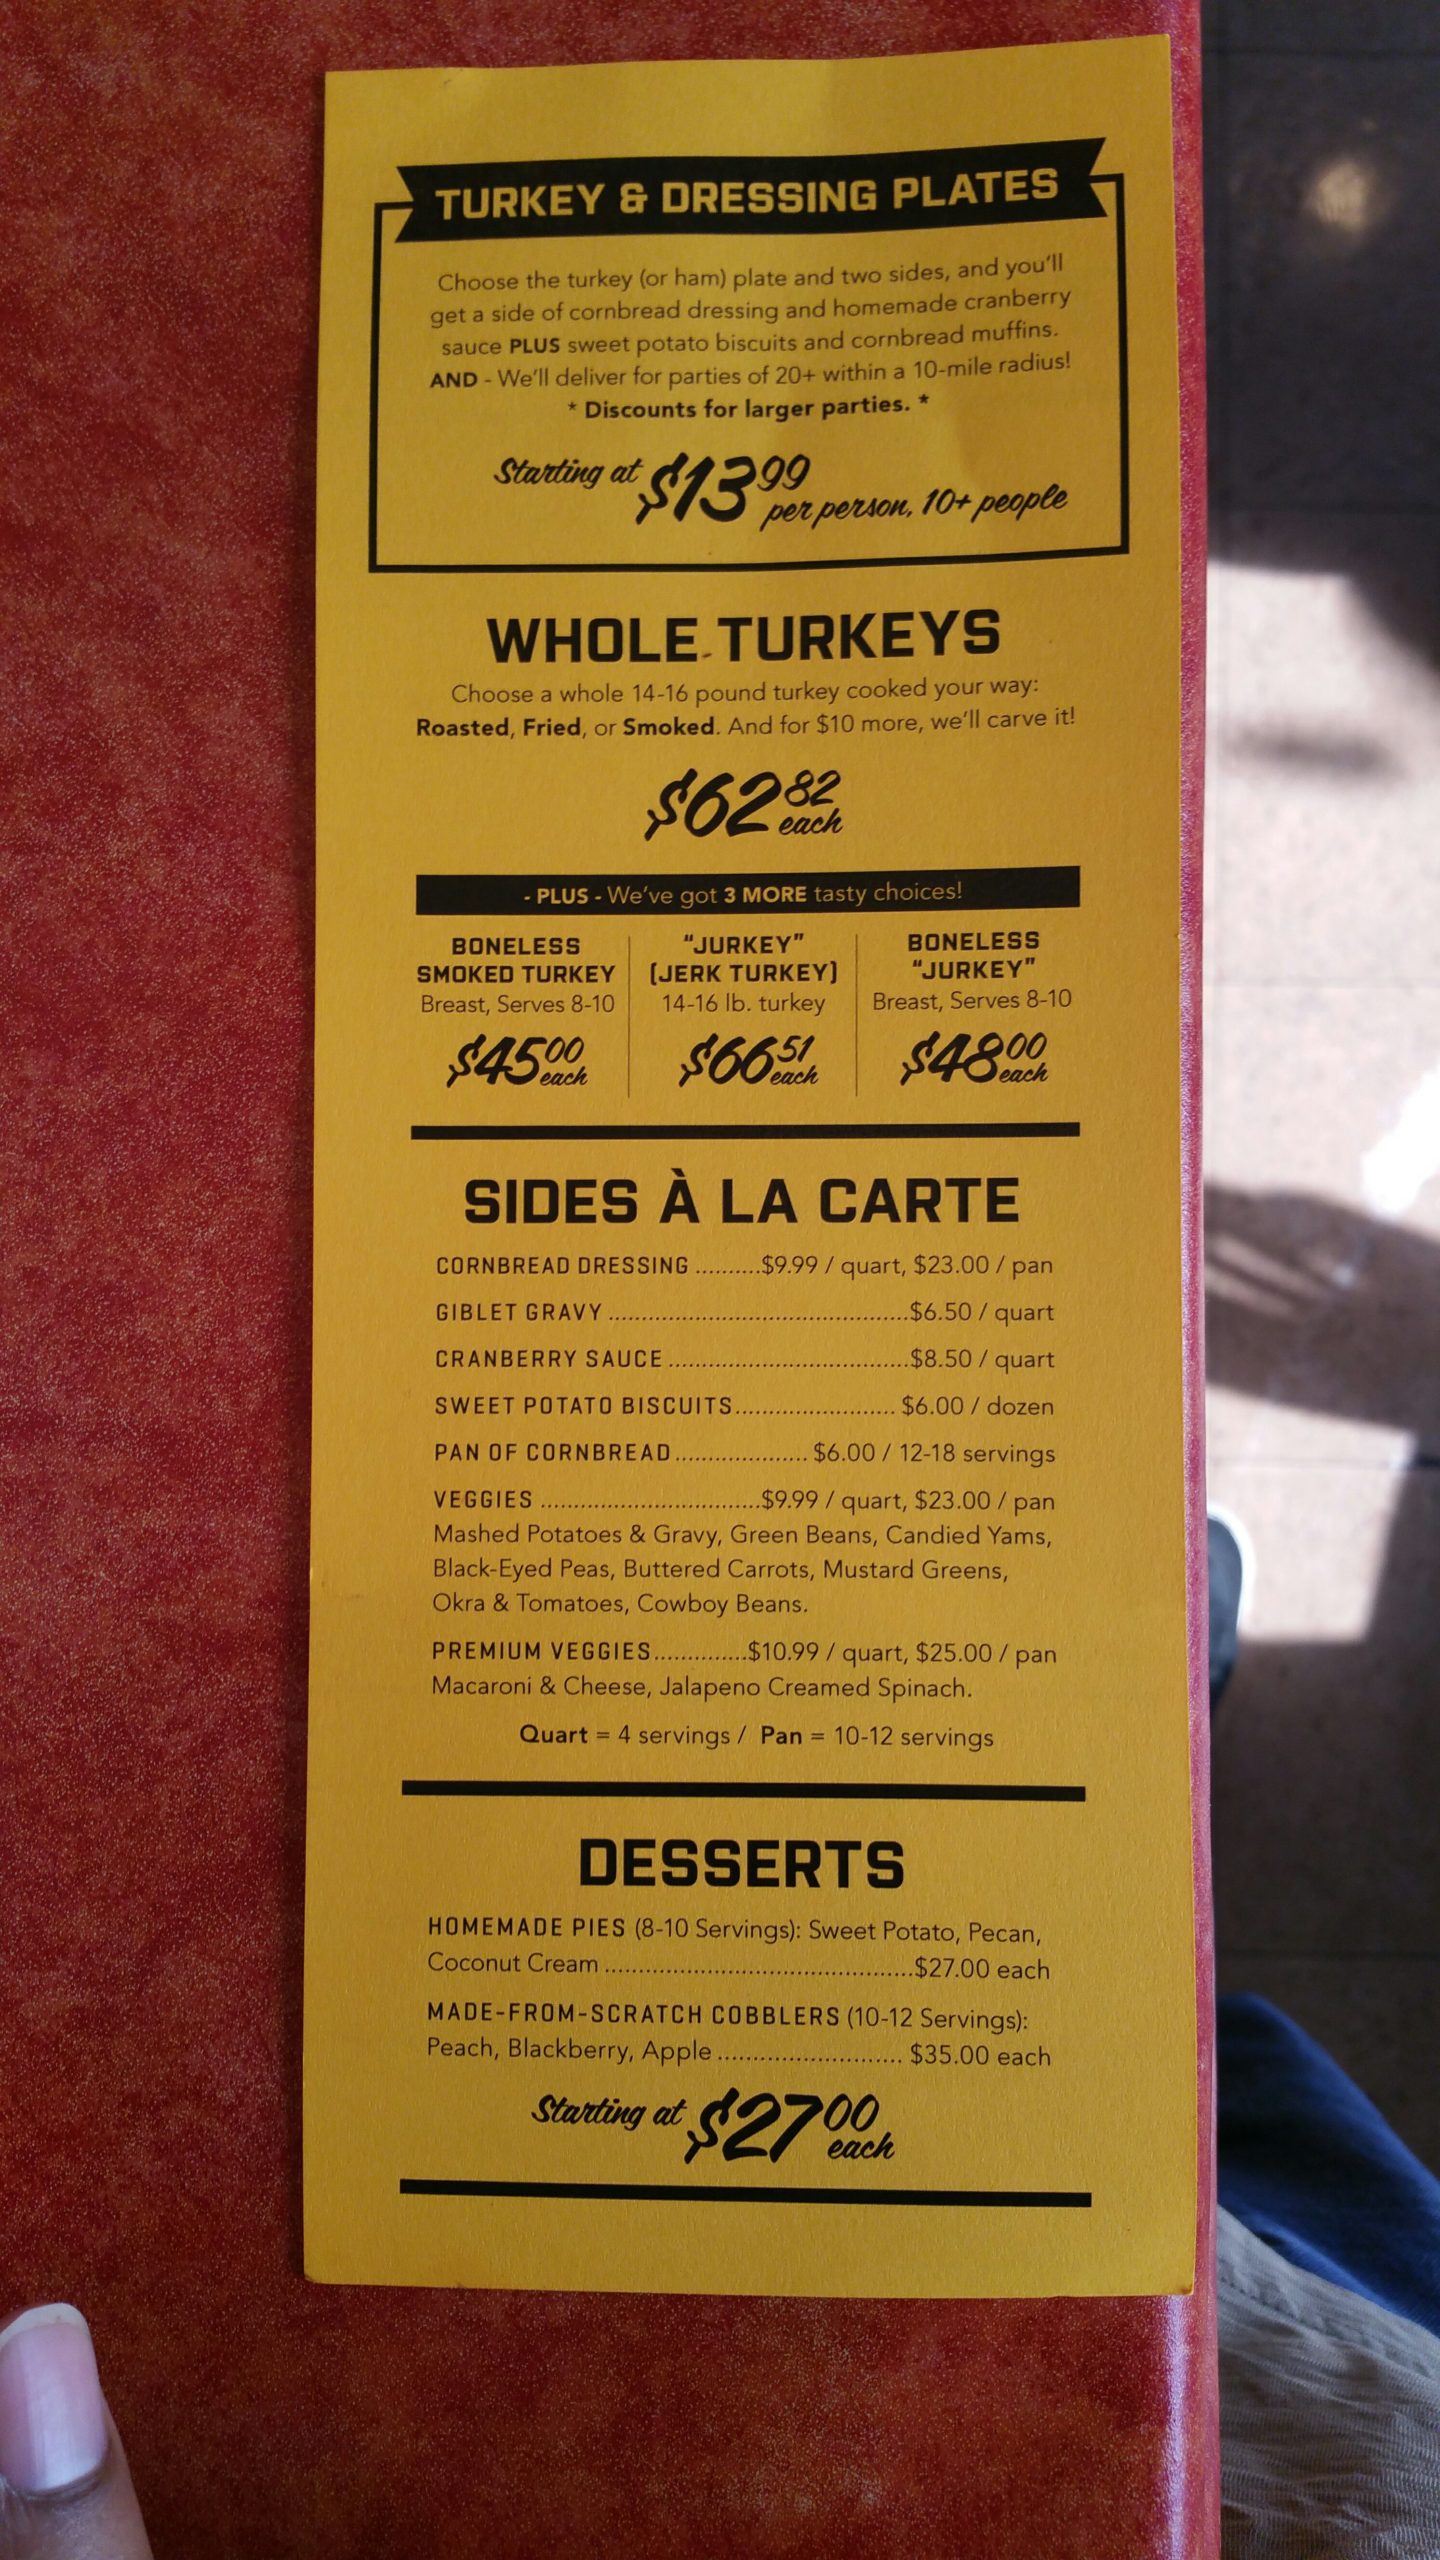 TURKEY & DRESSING PLATES
Choose the turkey (or ham) plate and two sides, and you'll
get a side of cornbread dressing and homemade cranberry
sauce PLUS sweet potato biscuits and cornbread muffins.
AND - We'll deliver for parties of 20+ within a 10-mile radius!
* Discounts for larger parties. *
Starting at $13 99 per person, 10+ people
WHOLE TURKEYS
Choose a whole 14-16 pound turkey cooked your way:
Roasted, Fried, or Smoked. And for $10 more, we'll carve it!
$62 82 each
- PLUS - We've got 3 MORE tasty choices!
BONELESS
SMOKED TURKEY
Breast, Serves 8-10
$45 00 each
"JURKEY"
(JERK TURKEY)
14-16 lb. turkey
$66 51 each
BONELESS
"JURKEY"
Breast, Serves 8-10
$48 00 each
SIDES À LA CARTE
CORNBREAD DRESSING ..........$9.99 / quart, $23.00 / pan
GIBLET GRAVY .............................................$6.50 / quart
CRANBERRY SAUCE ....................................$8.50 / quart
SWEET POTATO BISCUITS........................ $6.00 / dozen
PAN OF CORNBREAD.................... $6.00 / 12-18 servings
VEGGIES .................................$9.99 / quart, $23.00 / pan
Mashed Potatoes & Gravy, Green Beans, Candied Yams,
Black-Eyed Peas, Buttered Carrots, Mustard Greens,
Okra & Tomatoes, Cowboy Beans.
PREMIUM VEGGIES..............$10.99 / quart, $25.00 / pan
Macaroni & Cheese, Jalapeno Creamed Spinach.
Quart = 4 servings / Pan = 10-12 servings
DESSERTS
HOMEMADE PIES (8-10 Servings): Sweet Potato, Pecan,
Coconut Cream ..............................................$27.00 each
MADE-FROM-SCRATCH COBBLERS (10-12 Servings):
Peach, Blackberry, Apple .......................... $35.00 each
Starting at $27 00 each